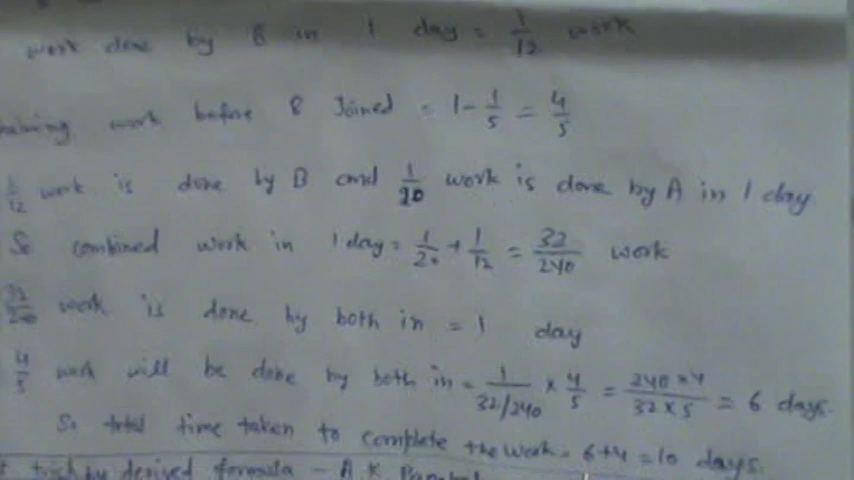 work done by B in 1 day = 1/12 work
work before B Joined = 1 - 1/5 = 4/5
1/12 work is done by B and 1/20 work is done by A in 1 day
So combined work in 1 day = 1/20 + 1/12 = 32/240 work
32/240 work is done by both in = 1 day
4/5 work will be done by both in = 1/32/240 × 4/5 = 240×4/32×5 = 6 days.
So total time taken to complete the work = 6+4 = 10 days.
by derived formula -